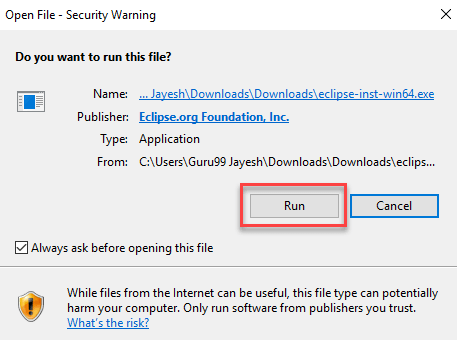 Open File - Security Warning
Do you want to run this file?
Name: ... Jayesh\Downloads\Downloads\eclipse-inst-win64.exe
Publisher: Eclipse.org Foundation, Inc.
Type: Application
From: C:\Users\Guru99 Jayesh\Downloads\Downloads\eclips...
Run Cancel
Always ask before opening this file
While files from the Internet can be useful, this file type can potentially
harm your computer. Only run software from publishers you trust.
What's the risk?